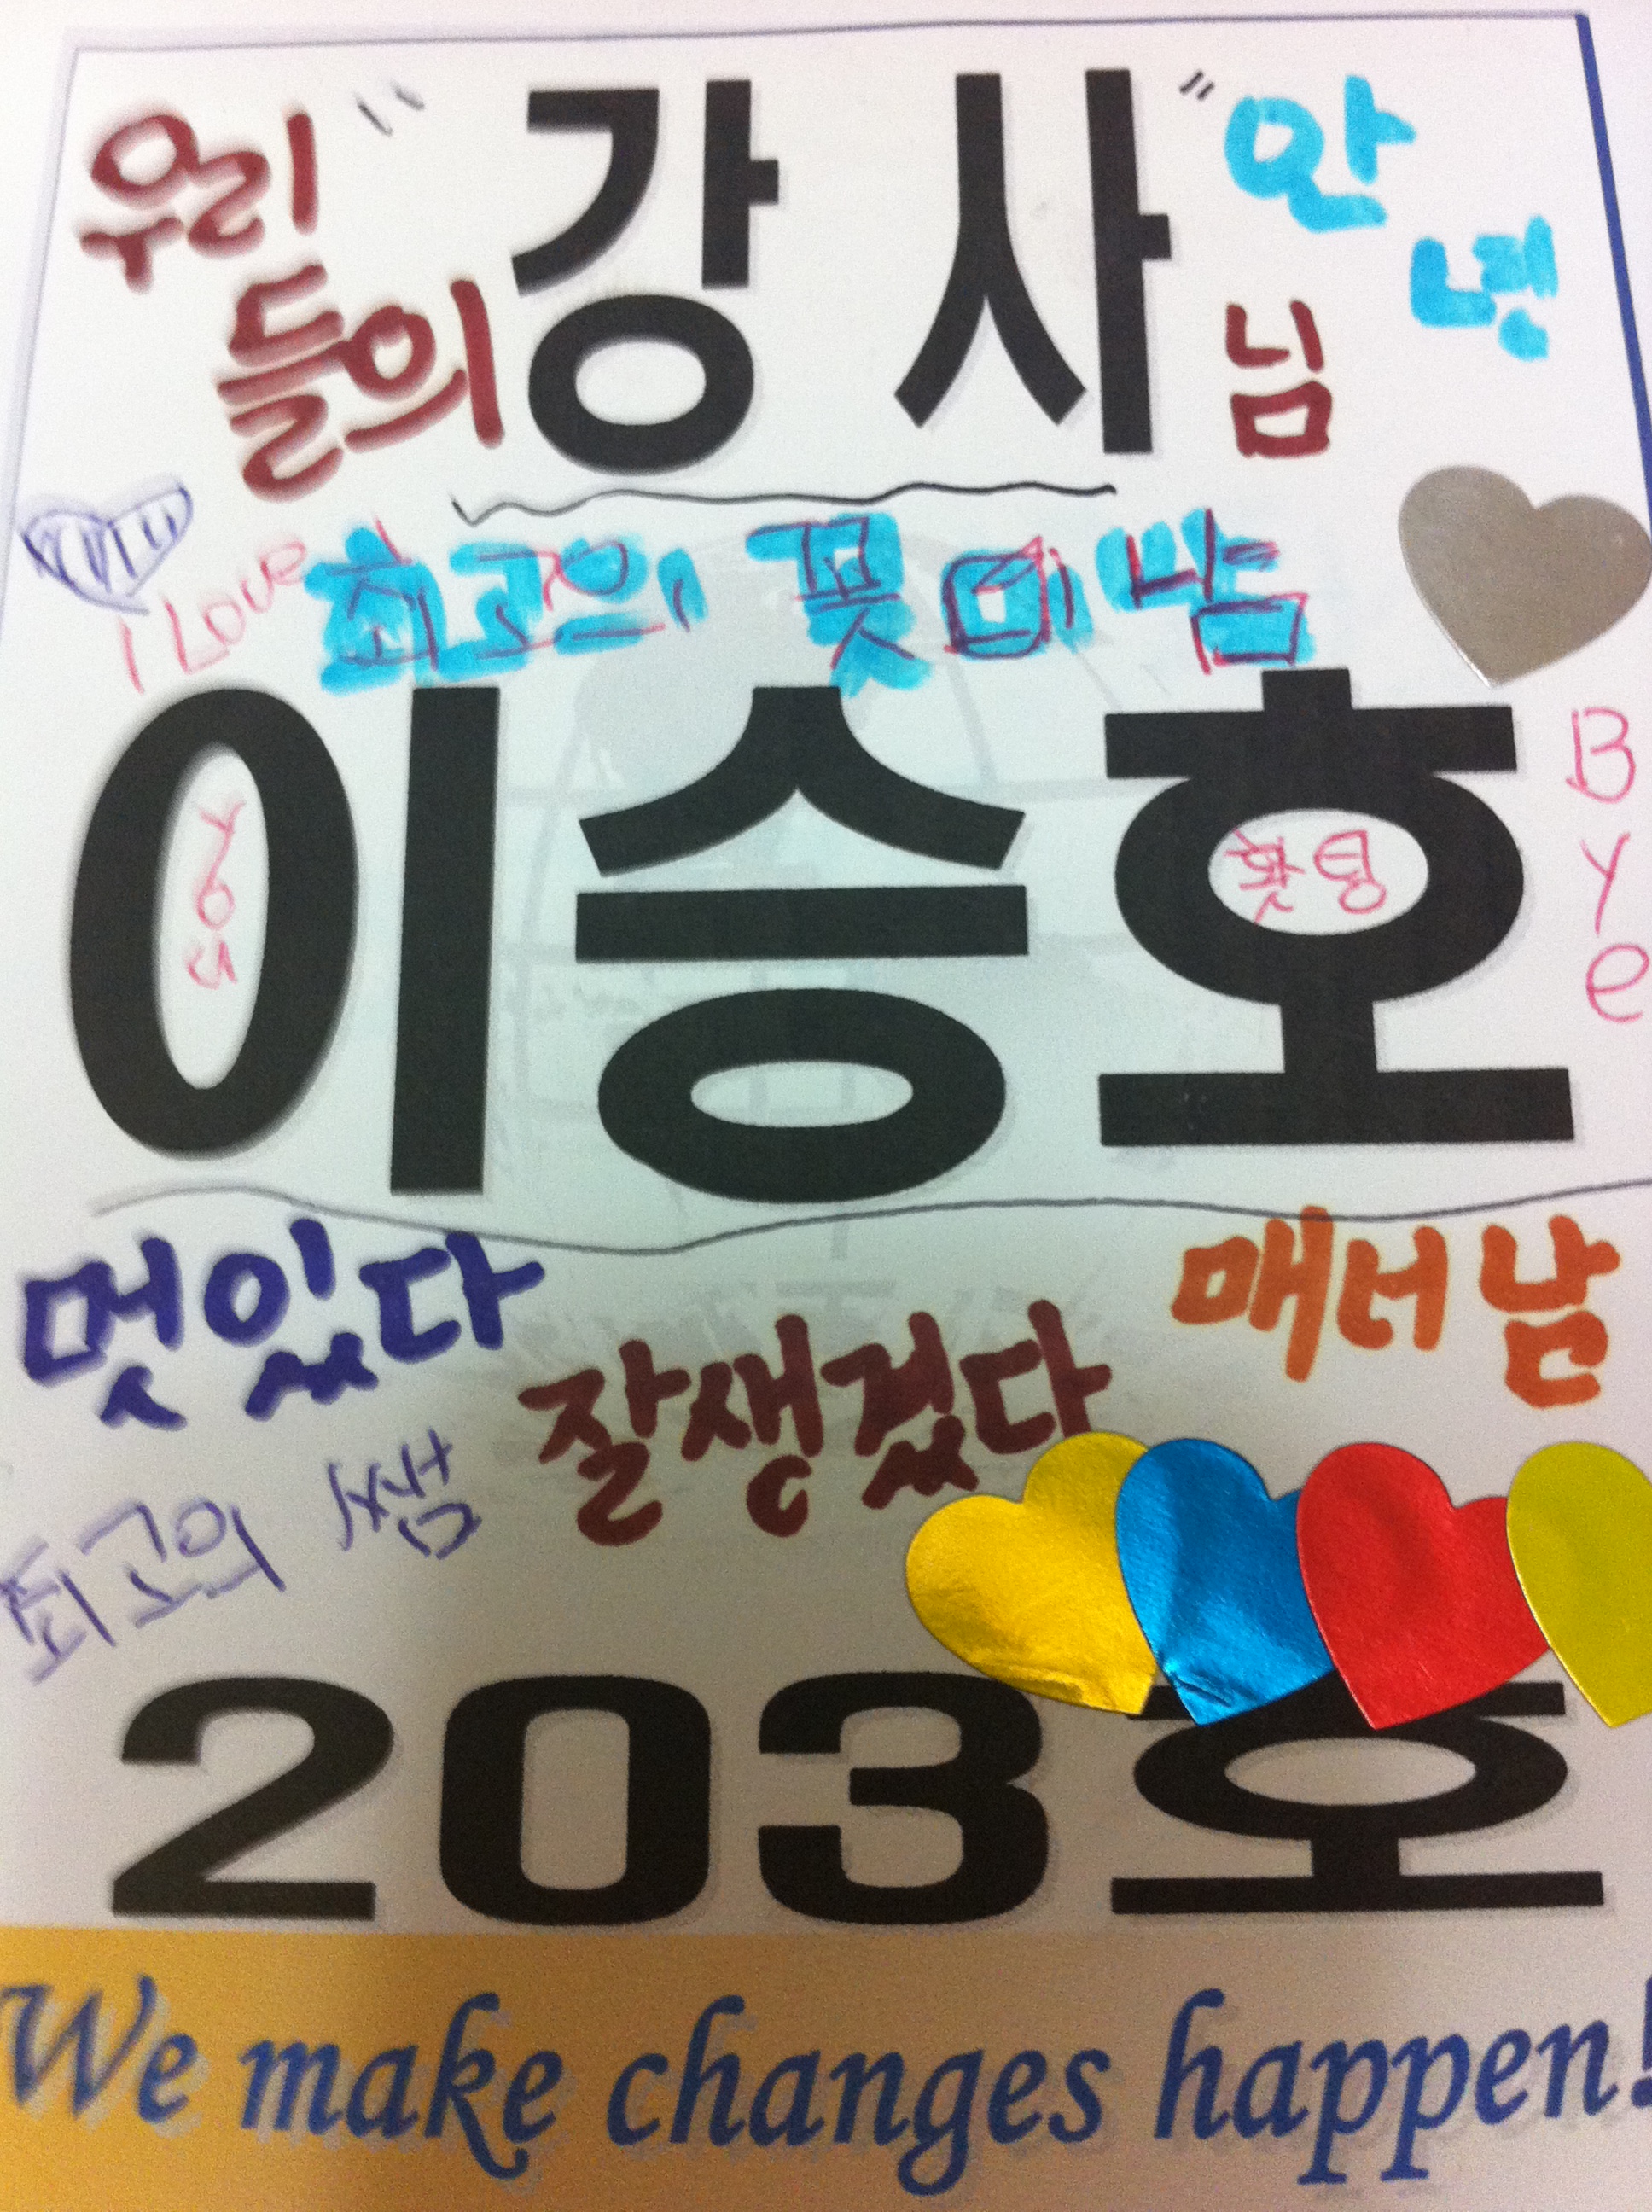 우리 " 강사 " 안녕
들의 님
I Love 최고의 꽃미남
이승호
you
Bye
멋있다 매너남
잘생겼다
최고의 쌤
203호
We make changes happen!